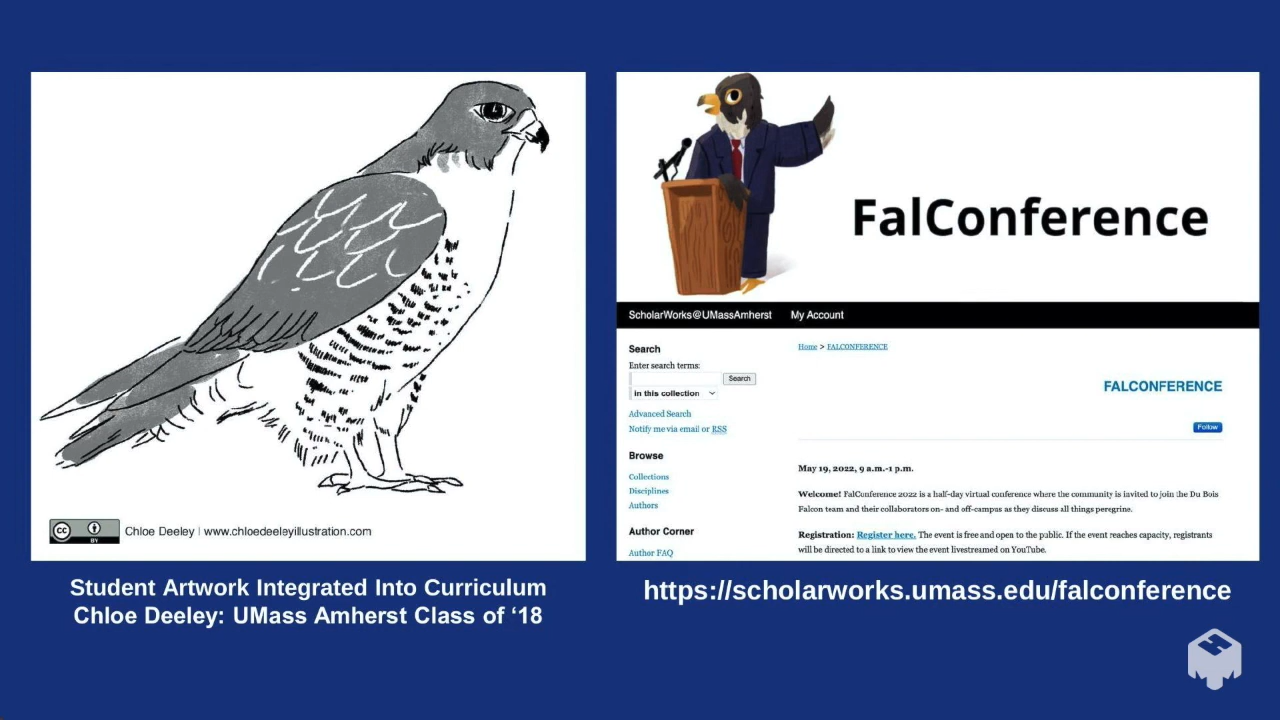 CC BY Chloe Deeley | www.chloedeeleyillustration.com
Student Artwork Integrated Into Curriculum
Chloe Deeley: UMass Amherst Class of ‘18
FalConference
ScholarWorks@UMassAmherst My Account
Search
Enter search terms:
Search
in this collection
Advanced Search
Notify me via email or RSS
Browse
Collections
Disciplines
Authors
Author Corner
Author FAQ
Home > FALCONFERENCE
FALCONFERENCE
Follow
May 19, 2022, 9 a.m.-1 p.m.
Welcome! FalConference 2022 is a half-day virtual conference where the community is invited to join the Du Bois
Falcon team and their collaborators on- and off-campus as they discuss all things peregrine.
Registration: Register here. The event is free and open to the public. If the event reaches capacity, registrants
will be directed to a link to view the event livestreamed on YouTube.
https://scholarworks.umass.edu/falconference